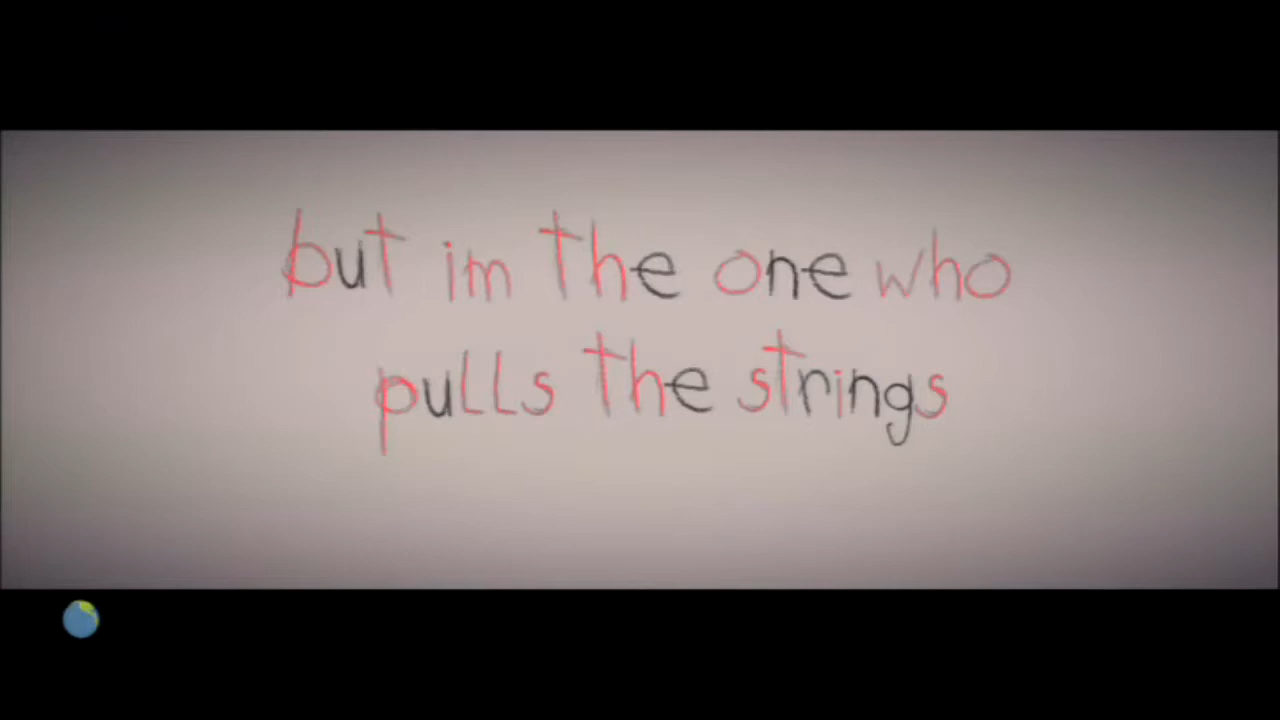 but im the one who
pulls the strings